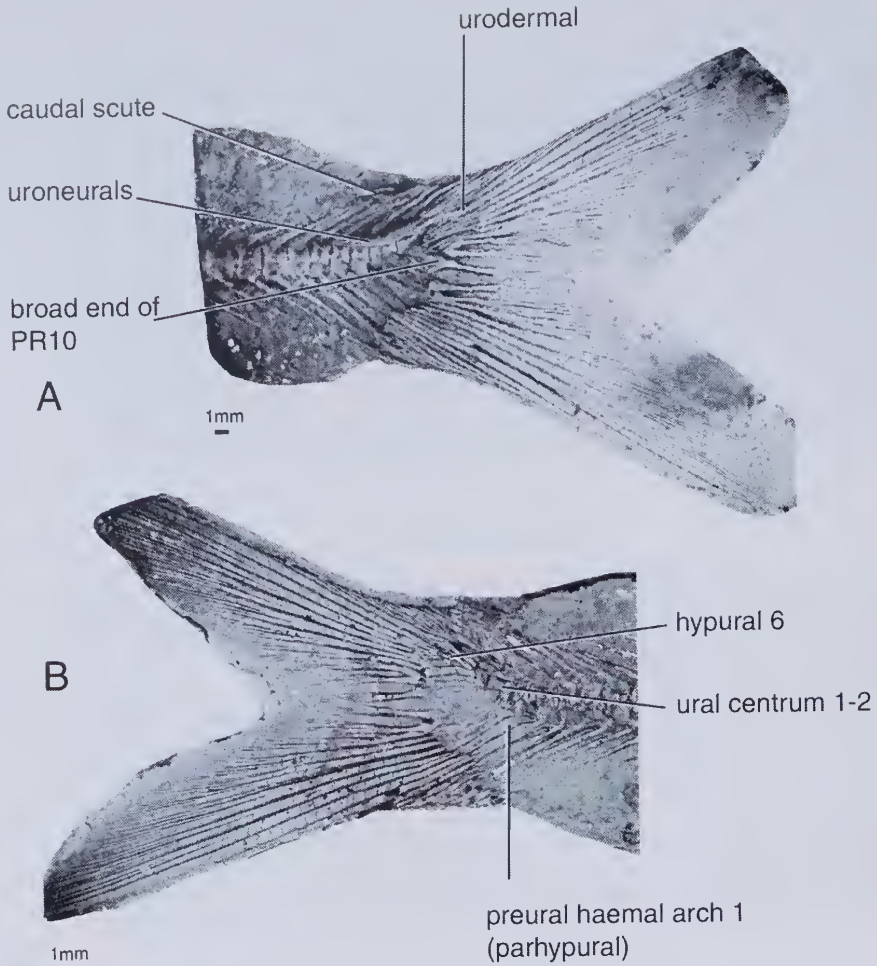 urodermal
caudal scute
uroneurals
broad end of
PR10
A
1mm
hypural 6
B
ural centrum 1-2
preural haemal arch 1
(parhypural)
1mm